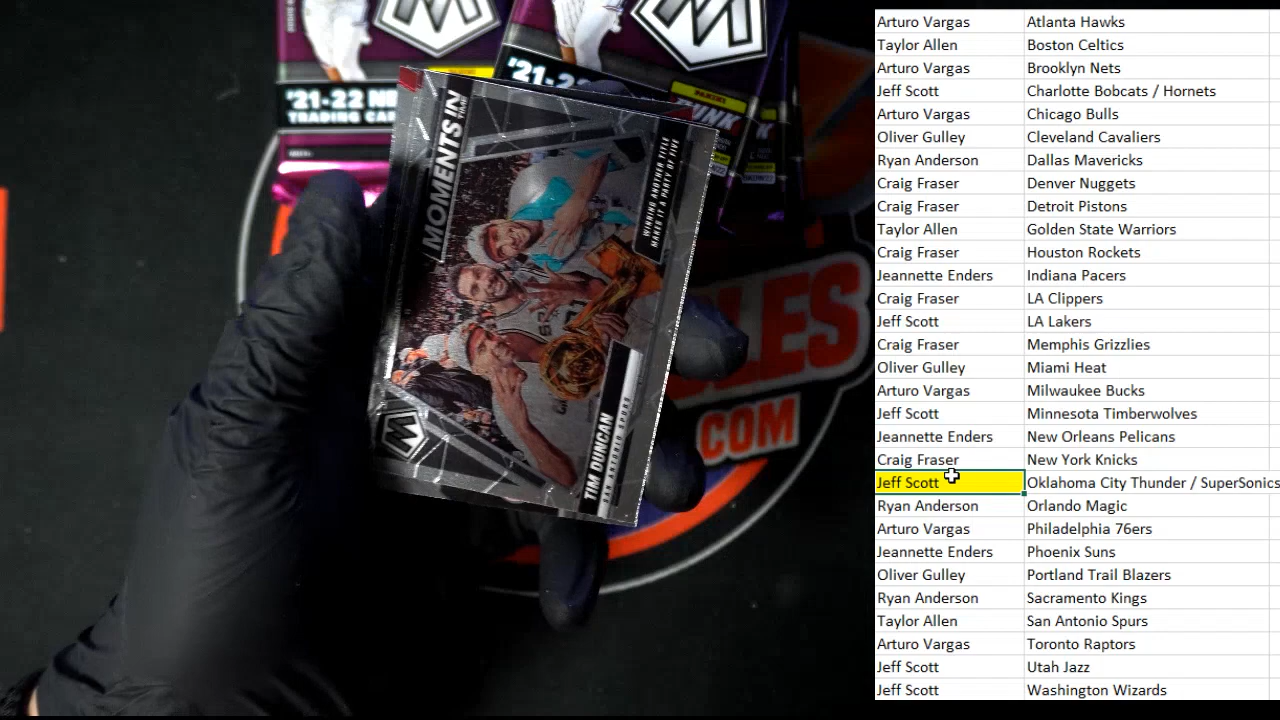 '21-22 NE
TRADING CAR
'21-22
PANINI
MOMENTS IN
TIME
WINNING ANOTHER TITLE
MAKES IT A PARTY OF FIVE
TIM DUNCAN
SAN ANTONIO SPURS
LES
.COM
Arturo Vargas Atlanta Hawks
Taylor Allen Boston Celtics
Arturo Vargas Brooklyn Nets
Jeff Scott Charlotte Bobcats / Hornets
Arturo Vargas Chicago Bulls
Oliver Gulley Cleveland Cavaliers
Ryan Anderson Dallas Mavericks
Craig Fraser Denver Nuggets
Craig Fraser Detroit Pistons
Taylor Allen Golden State Warriors
Craig Fraser Houston Rockets
Jeannette Enders Indiana Pacers
Craig Fraser LA Clippers
Jeff Scott LA Lakers
Craig Fraser Memphis Grizzlies
Oliver Gulley Miami Heat
Arturo Vargas Milwaukee Bucks
Jeff Scott Minnesota Timberwolves
Jeannette Enders New Orleans Pelicans
Craig Fraser New York Knicks
Jeff Scott Oklahoma City Thunder / SuperSonics
Ryan Anderson Orlando Magic
Arturo Vargas Philadelphia 76ers
Jeannette Enders Phoenix Suns
Oliver Gulley Portland Trail Blazers
Ryan Anderson Sacramento Kings
Taylor Allen San Antonio Spurs
Arturo Vargas Toronto Raptors
Jeff Scott Utah Jazz
Jeff Scott Washington Wizards